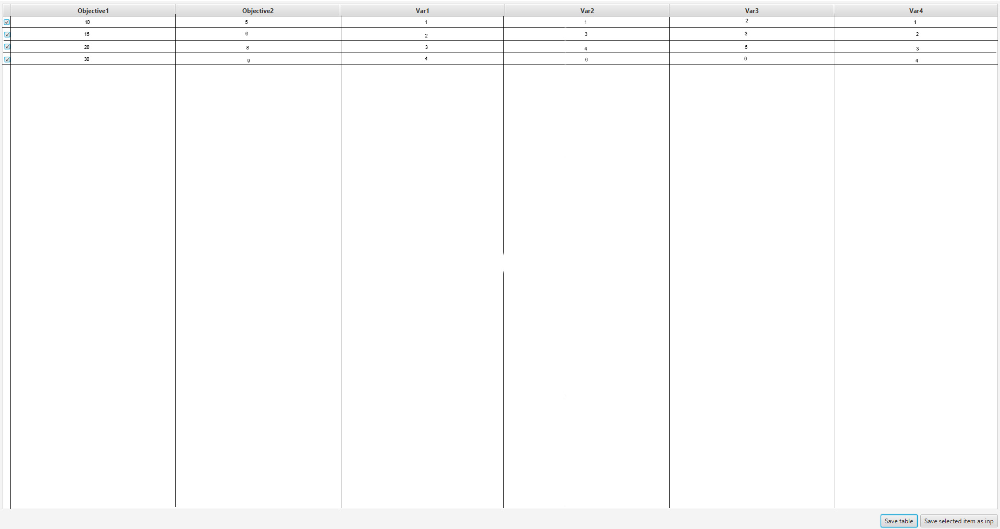 Objective1 Objective2 Var1 Var2 Var3 Var4
10 5 1 1 2 1
15 6 2 3 3 2
20 8 3 4 5 3
30 9 4 6 6 4
Save table Save selected item as inp